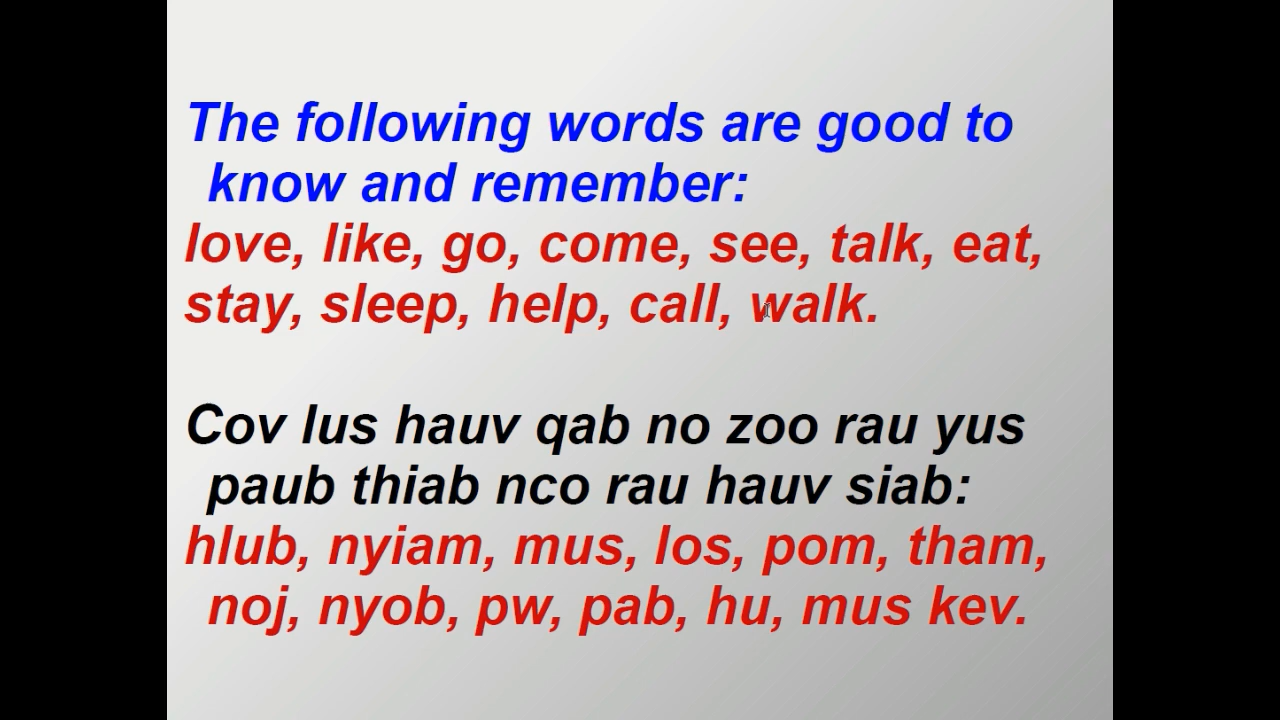 The following words are good to
know and remember:
love, like, go, come, see, talk, eat,
stay, sleep, help, call, walk.
Cov lus hauv qab no zoo rau yus
paub thiab nco rau hauv siab:
hlub, nyiam, mus, los, pom, tham,
noj, nyob, pw, pab, hu, mus kev.